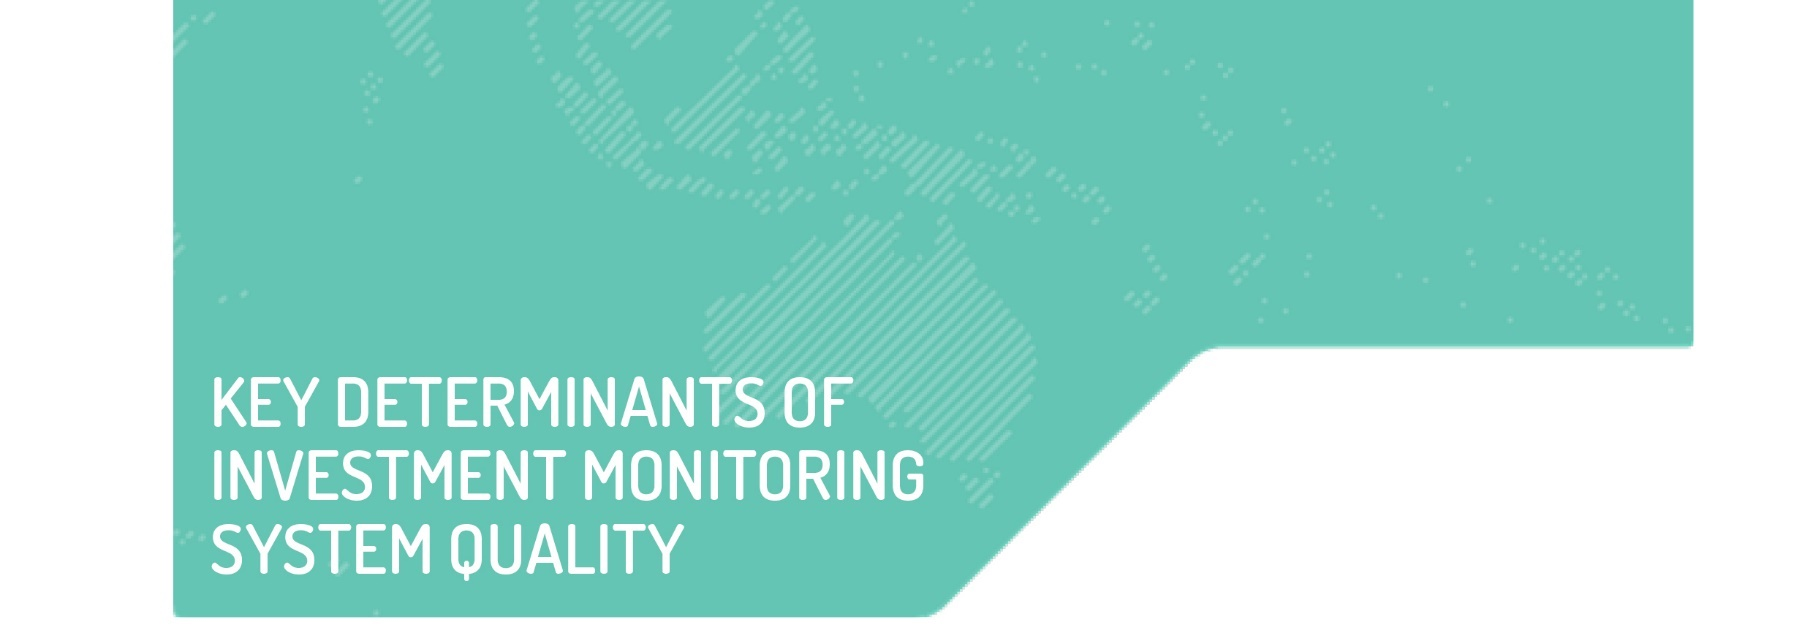 KEY DETERMINANTS OF
INVESTMENT MONITORING
SYSTEM QUALITY